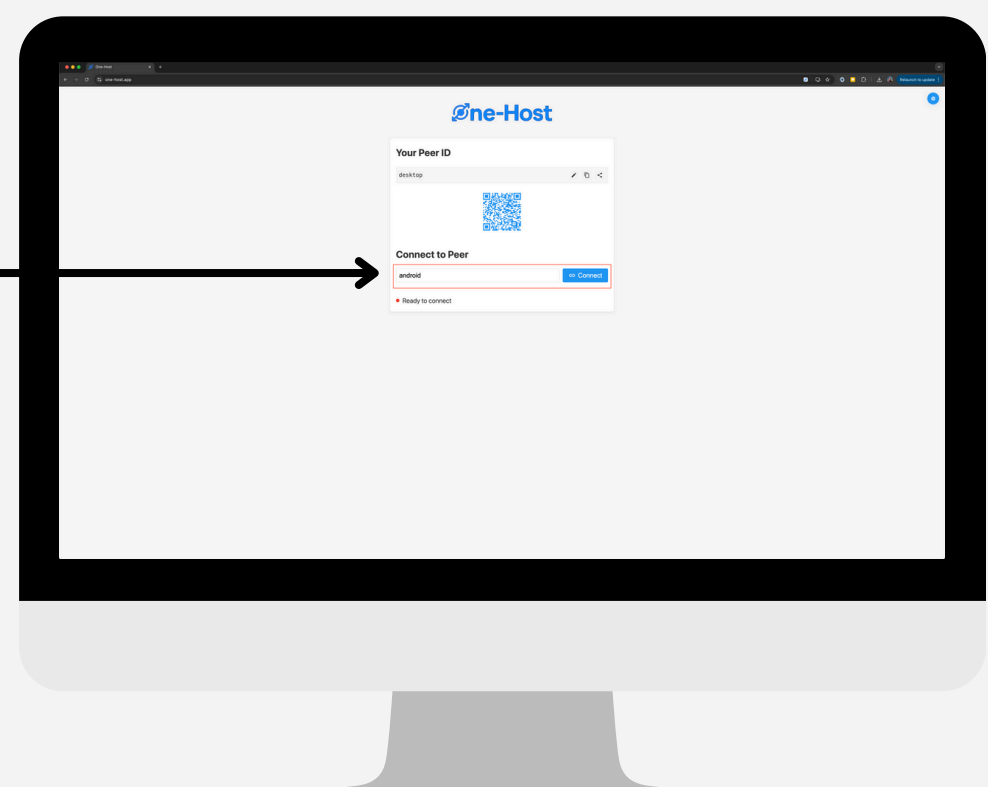 One-Host
one-host.app
Relaunch to update
One-Host
Your Peer ID
desktop
Connect to Peer
android
Connect
Ready to connect